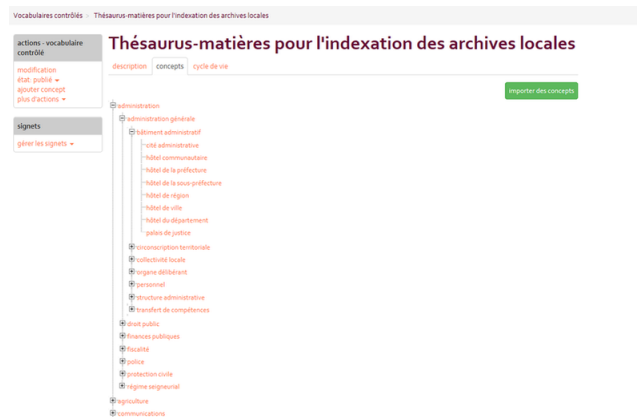 Vocabulaires contrôlés Thésaurus-matières pour l'indexation des archives locales
actions - vocabulaire
contrôlé
modification
état: publié
ajouter concept
plus d'actions
signets
gérer les signets
Thésaurus-matières pour l'indexation des archives locales
description concepts cycle de vie
importer des concepts
administration
administration générale
bâtiment administratif
cité administrative
hôtel communautaire
hôtel de la préfecture
hôtel de la sous-préfecture
hôtel de région
hôtel de ville
hôtel du département
palais de justice
circonscription territoriale
collectivité locale
organe délibérant
personnel
structure administrative
transfert de compétences
droit public
finances publiques
fiscalité
police
protection civile
régime seigneurial
agriculture
communications